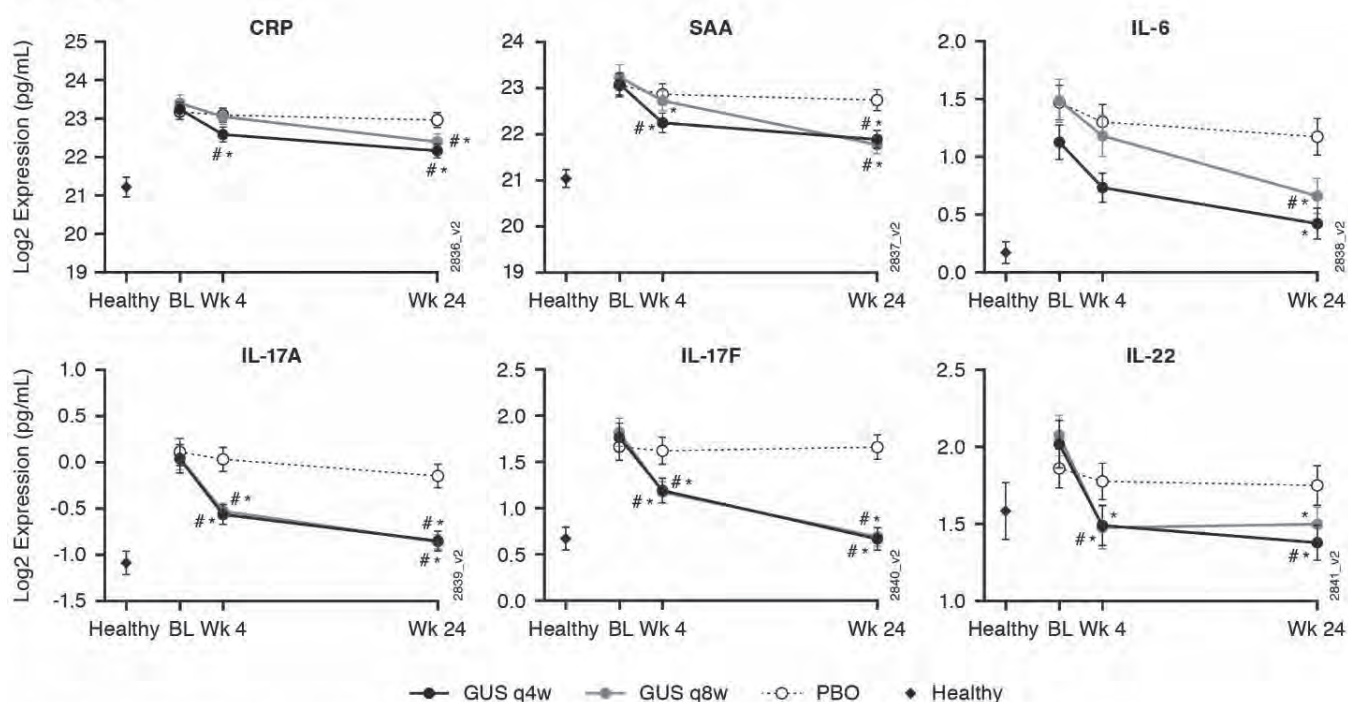 CRP
SAA
IL-6
Log2 Expression (pg/mL)
25
24
23
22
21
20
19
# *
# *
# *
2836_v2
Healthy BL Wk 4 Wk 24
24
23
22
21
20
19
*
# *
# *
# *
2837_v2
Healthy BL Wk 4 Wk 24
2.0
1.5
1.0
0.5
0.0
# *
*
2838_v2
Healthy BL Wk 4 Wk 24
IL-17A
IL-17F
IL-22
Log2 Expression (pg/mL)
1.0
0.5
0.0
-0.5
-1.0
-1.5
# *
# *
# *
# *
2839_v2
Healthy BL Wk 4 Wk 24
2.5
2.0
1.5
1.0
0.5
0.0
# *
# *
# *
# *
2840_v2
Healthy BL Wk 4 Wk 24
2.5
2.0
1.5
1.0
*
# *
*
# *
2841_v2
Healthy BL Wk 4 Wk 24
GUS q4w GUS q8w PBO Healthy